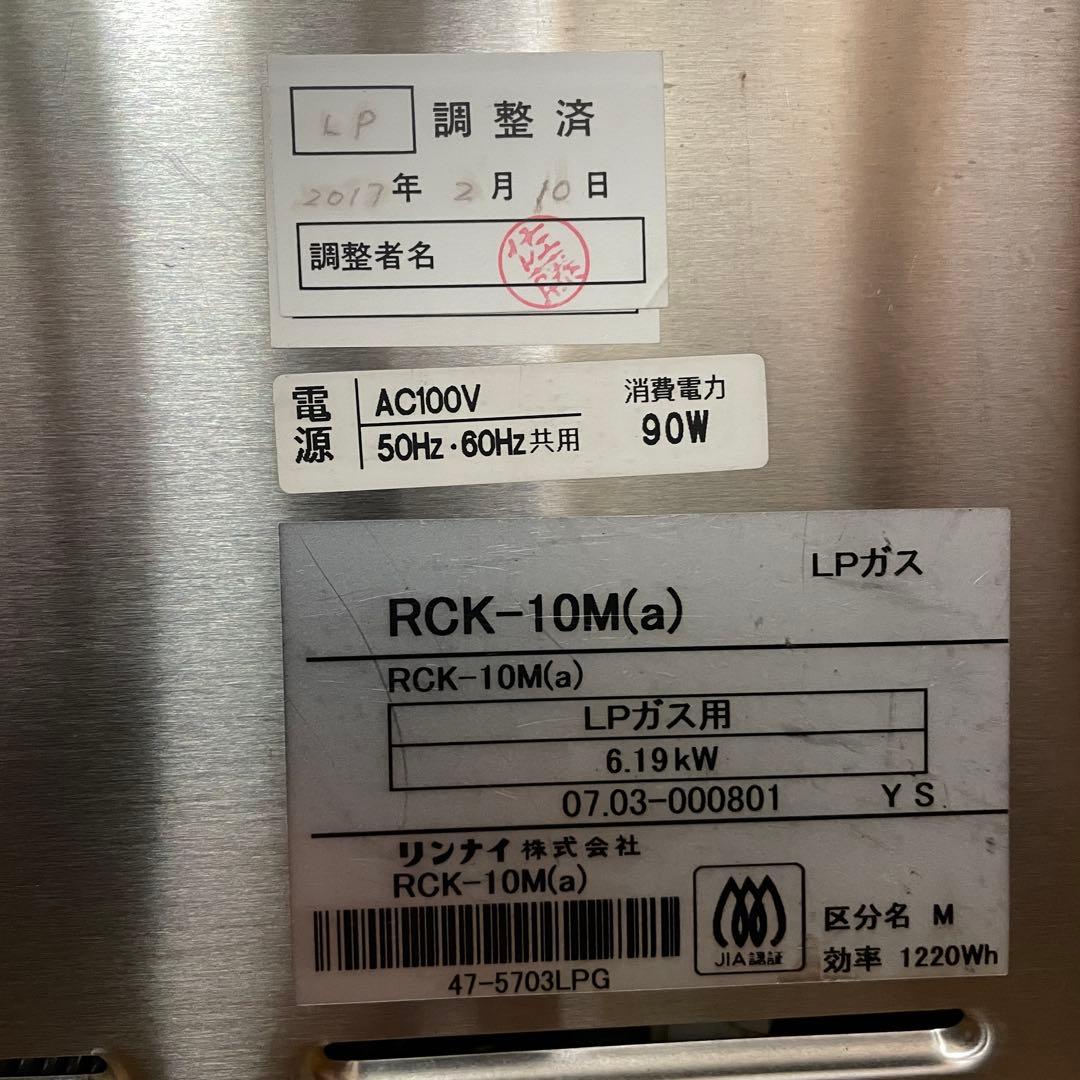 LP 調整済
2017年 2月 10日
調整者名 佐藤
電源
AC100V
50Hz・60Hz共用
消費電力
90W
LPガス
RCK-10M(a)
RCK-10M(a)
LPガス用
6.19kW
07.03-000801 YS
リンナイ株式会社
RCK-10M(a)
47-5703LPG
JIA認証
区分名 M
効率 1220Wh